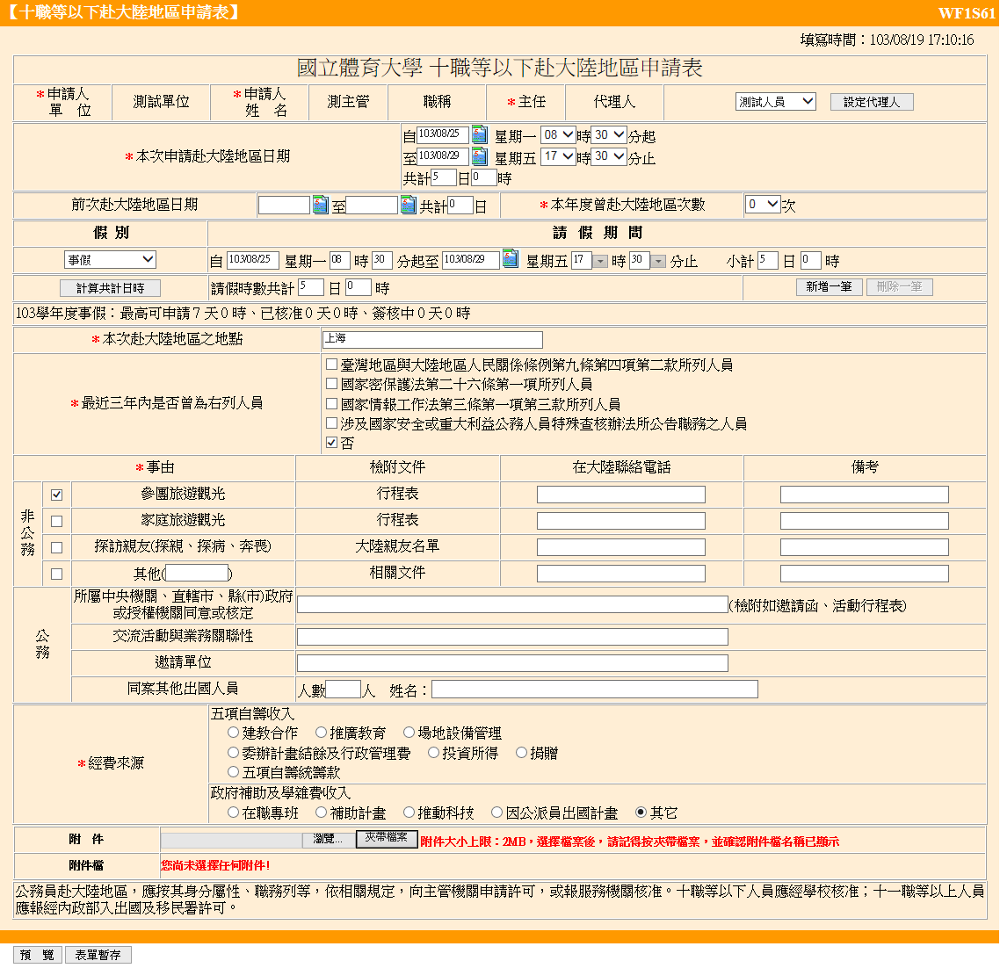 【十職等以下赴大陸地區申請表】 WF1S61
填寫時間：103/08/19 17:10:16
國立體育大學 十職等以下赴大陸地區申請表
*申請人單　位 測試單位 *申請人姓　名 測主管 職稱 *主任 代理人 測試人員 設定代理人
*本次申請赴大陸地區日期
自103/08/25 星期一 08時30分起
至103/08/29 星期五 17時30分止
共計5日0時
前次赴大陸地區日期 至 共計0日 *本年度曾赴大陸地區次數 0次
假 別 請 假 期 間
事假 自 103/08/25 星期一 08 時 30 分起至 103/08/29 星期五 17 時 30 分止 小計 5 日 0 時
計算共計日時 請假時數共計 5 日 0 時 新增一筆 刪除一筆
103學年度事假：最高可申請 7 天 0 時、已核准 0 天 0 時、簽核中 0 天 0 時
*本次赴大陸地區之地點 上海
*最近三年內是否曾為右列人員
臺灣地區與大陸地區人民關係條例第九條第四項第二款所列人員
國家密保護法第二十六條第一項所列人員
國家情報工作法第三條第一項第三款所列人員
涉及國家安全或重大利益公務人員特殊查核辦法所公告職務之人員
否
*事由 檢附文件 在大陸聯絡電話 備考
非公務
參團旅遊觀光 行程表
家庭旅遊觀光 行程表
探訪親友(探親、探病、奔喪) 大陸親友名單
其他( ) 相關文件
公務
所屬中央機關、直轄市、縣(市)政府
或授權機關同意或核定 (檢附如邀請函、活動行程表)
交流活動與業務關聯性
邀請單位
同案其他出國人員 人數 人 姓名：
*經費來源
五項自籌收入
建教合作 推廣教育 場地設備管理
委辦計畫結餘及行政管理費 投資所得 捐贈
五項自籌統籌款
政府補助及學雜費收入
在職專班 補助計畫 推動科技 因公派員出國計畫 其它
附 件 瀏覽... 夾帶檔案 附件大小上限：2MB，選擇檔案後，請記得按夾帶檔案，並確認附件檔名稱已顯示
附件檔 您尚未選擇任何附件!
公務員赴大陸地區，應按其身分屬性、職務列等，依相關規定，向主管機關申請許可，或報服務機關核准。十職等以下人員應經學校核准；十一職等以上人員
應報經內政部入出國及移民署許可。
預　覽 表單暫存